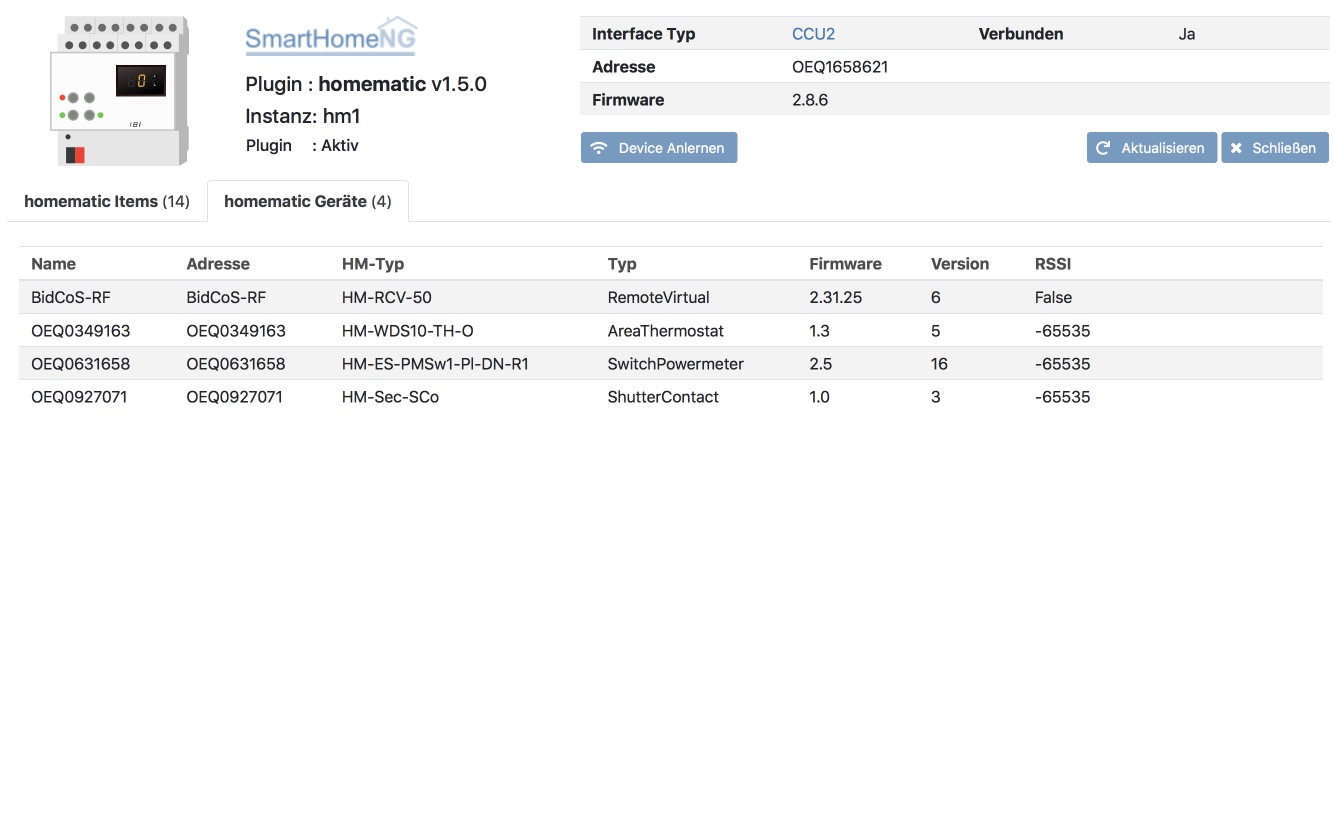 SmartHomeNG
Plugin : homematic v1.5.0
Instanz: hm1
Plugin : Aktiv
Interface Typ CCU2 Verbunden Ja
Adresse OEQ1658621
Firmware 2.8.6
Device Anlernen Aktualisieren Schließen
homematic Items (14) homematic Geräte (4)
Name Adresse HM-Typ Typ Firmware Version RSSI
BidCoS-RF BidCoS-RF HM-RCV-50 RemoteVirtual 2.31.25 6 False
OEQ0349163 OEQ0349163 HM-WDS10-TH-O AreaThermostat 1.3 5 -65535
OEQ0631658 OEQ0631658 HM-ES-PMSw1-Pl-DN-R1 SwitchPowermeter 2.5 16 -65535
OEQ0927071 OEQ0927071 HM-Sec-SCo ShutterContact 1.0 3 -65535